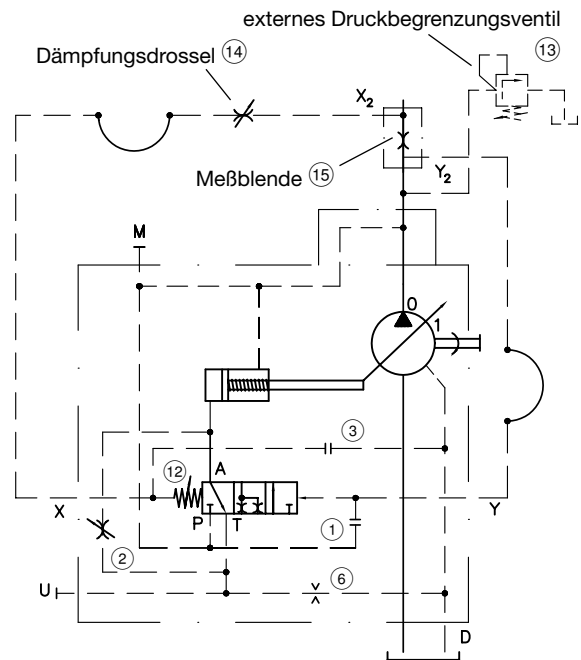 externes Druckbegrenzungsventil
13
Dämpfungsdrossel 14
X2
Meßblende 15
Y2
M
0
1
3
12
A
X
P
T
1
Y
2
U
6
D